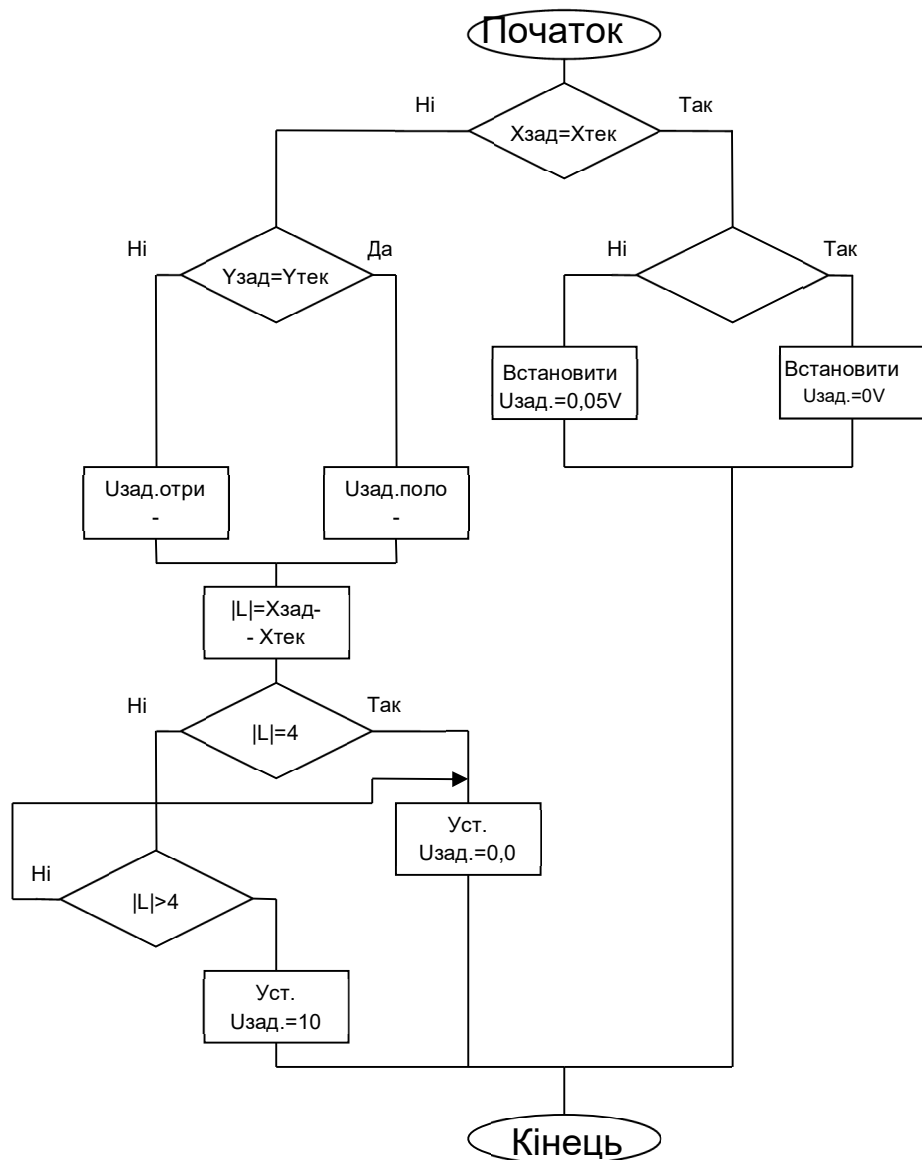 Початок
Ні
Так
Xзад=Xтек
Ні
Да
Ні
Так
Yзад=Yтек
Встановити
Uзад.=0,05V
Встановити
Uзад.=0V
Uзад.отри
-
Uзад.поло
-
|L|=Xзад-
- Xтек
Ні
Так
|L|=4
Уст.
Uзад.=0,0
Ні
|L|>4
Уст.
Uзад.=10
Кінець